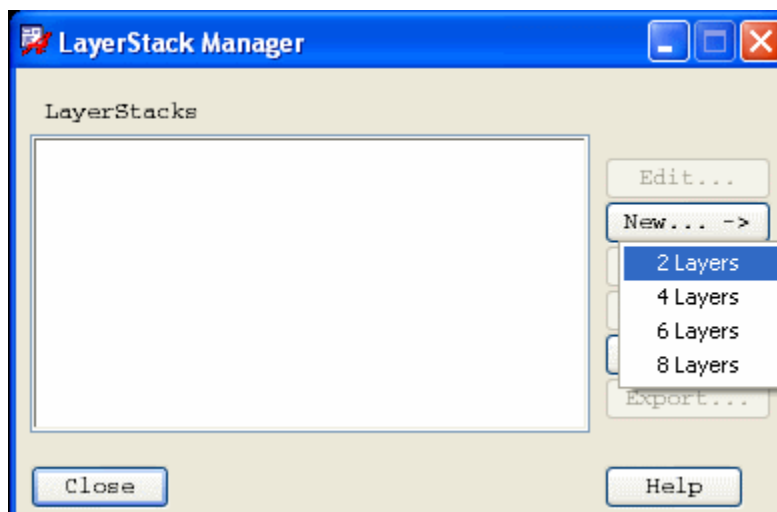 LayerStack Manager
LayerStacks
Edit...
New... ->
2 Layers
4 Layers
6 Layers
8 Layers
Export...
Close
Help